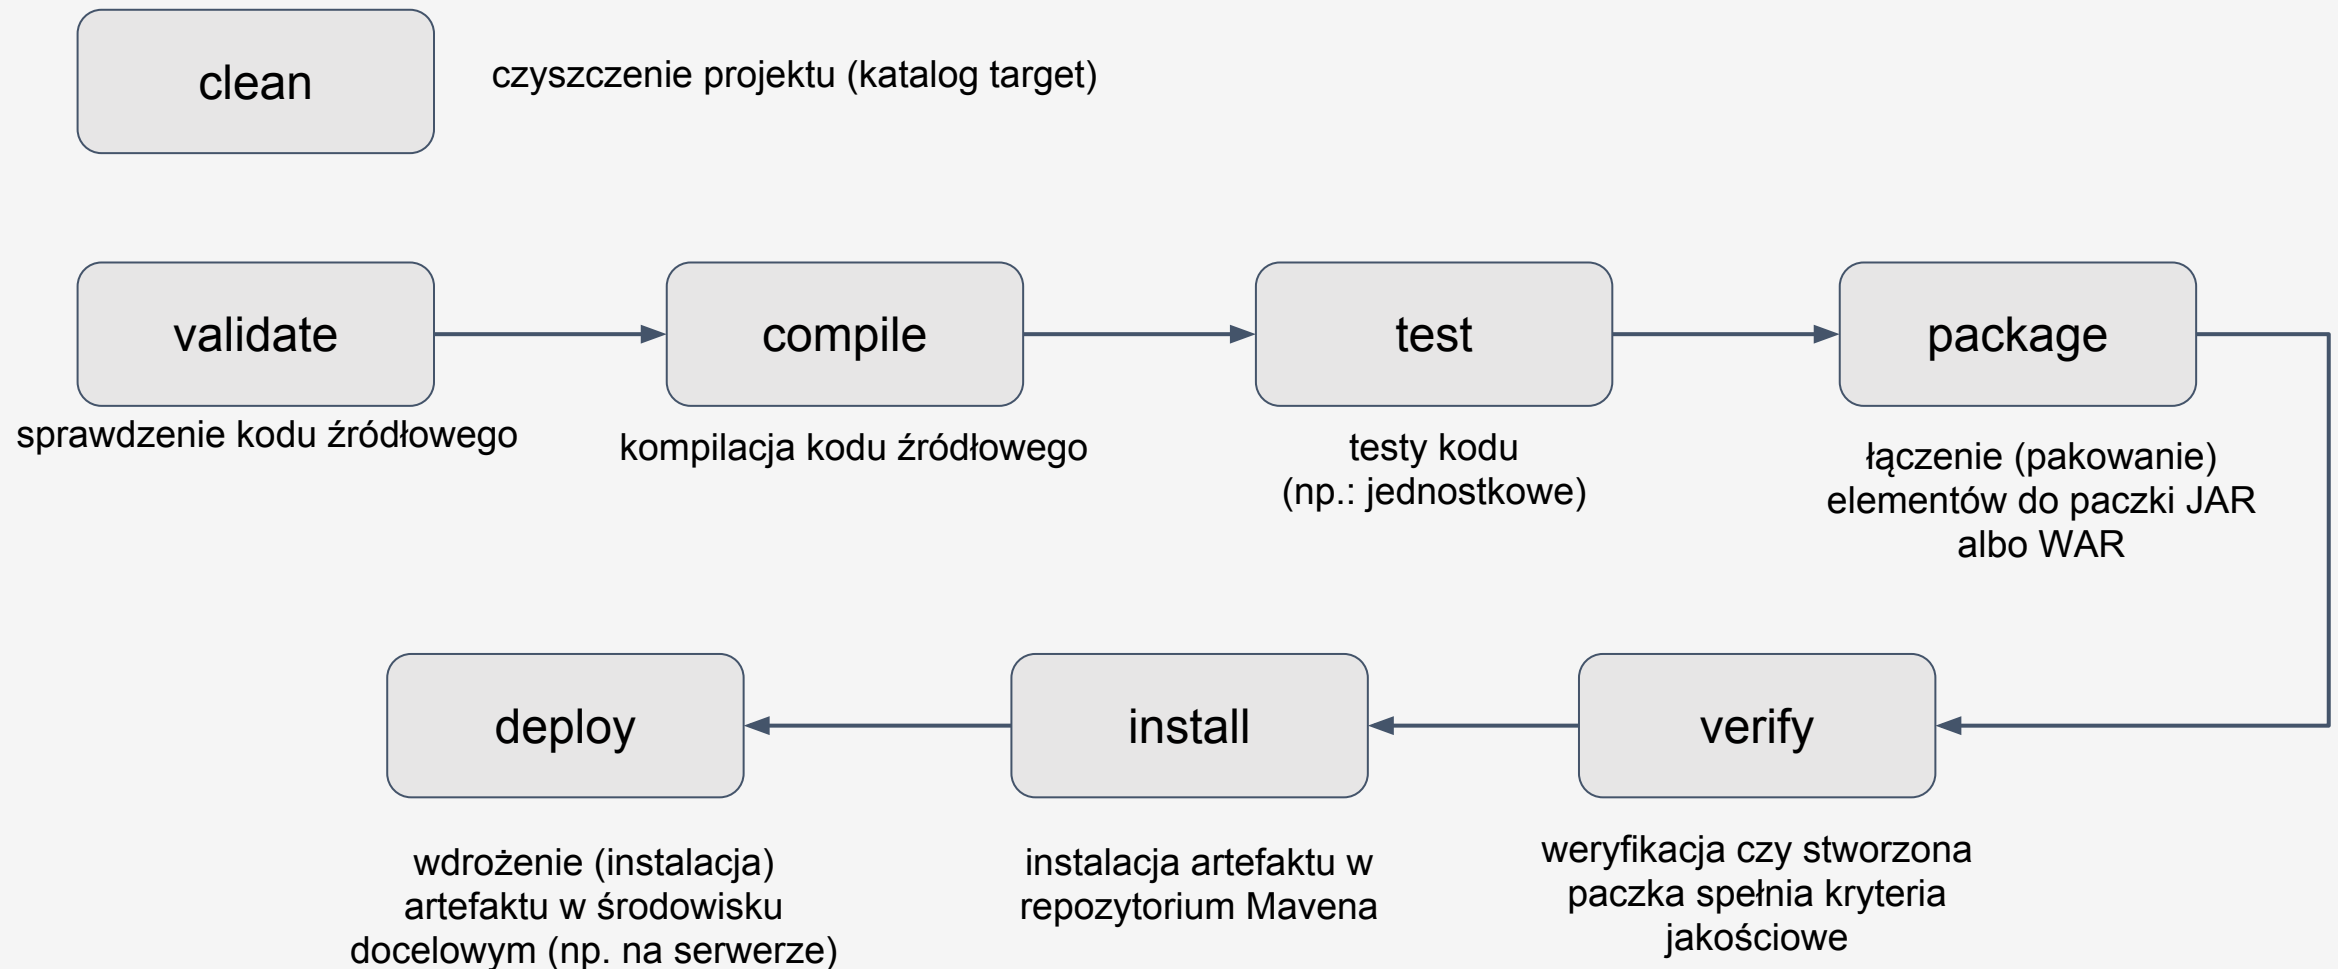 clean
czyszczenie projektu (katalog target)
validate
compile
test
package
sprawdzenie kodu źródłowego
kompilacja kodu źródłowego
testy kodu
(np.: jednostkowe)
łączenie (pakowanie)
elementów do paczki JAR
albo WAR
deploy
install
verify
wdrożenie (instalacja)
artefaktu w środowisku
docelowym (np. na serwerze)
instalacja artefaktu w
repozytorium Mavena
weryfikacja czy stworzona
paczka spełnia kryteria
jakościowe